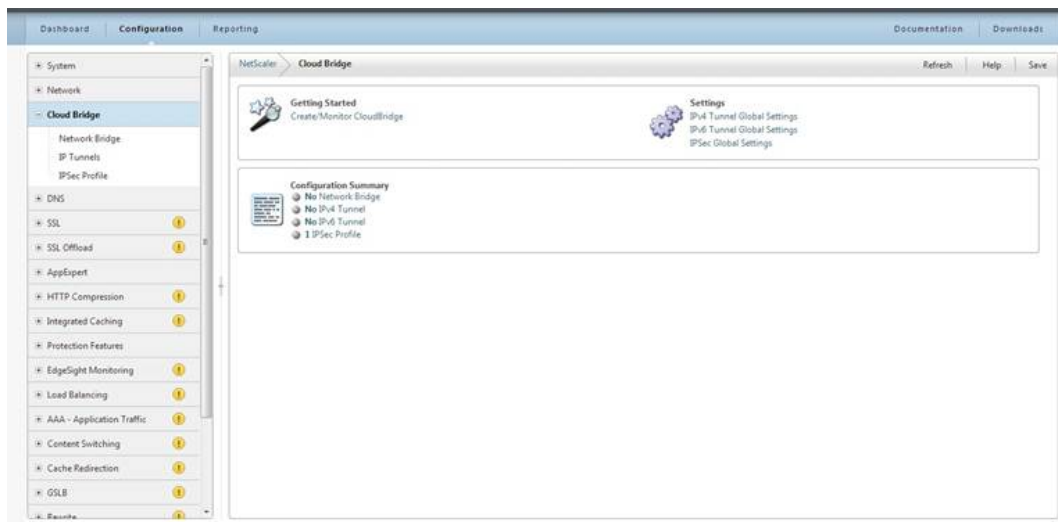 Dashboard Configuration Reporting Documentation Downloads
System
Network
Cloud Bridge
Network Bridge
IP Tunnels
IPSec Profile
DNS
SSL
SSL Offload
AppExpert
HTTP Compression
Integrated Caching
Protection Features
EdgeSight Monitoring
Load Balancing
AAA - Application Traffic
Content Switching
Cache Redirection
GSLB
Rewrite
NetScaler Cloud Bridge Refresh Help Save
Getting Started
Create/Monitor CloudBridge
Settings
IPv4 Tunnel Global Settings
IPv6 Tunnel Global Settings
IPSec Global Settings
Configuration Summary
No Network Bridge
No IPv4 Tunnel
No IPv6 Tunnel
1 IPSec Profile